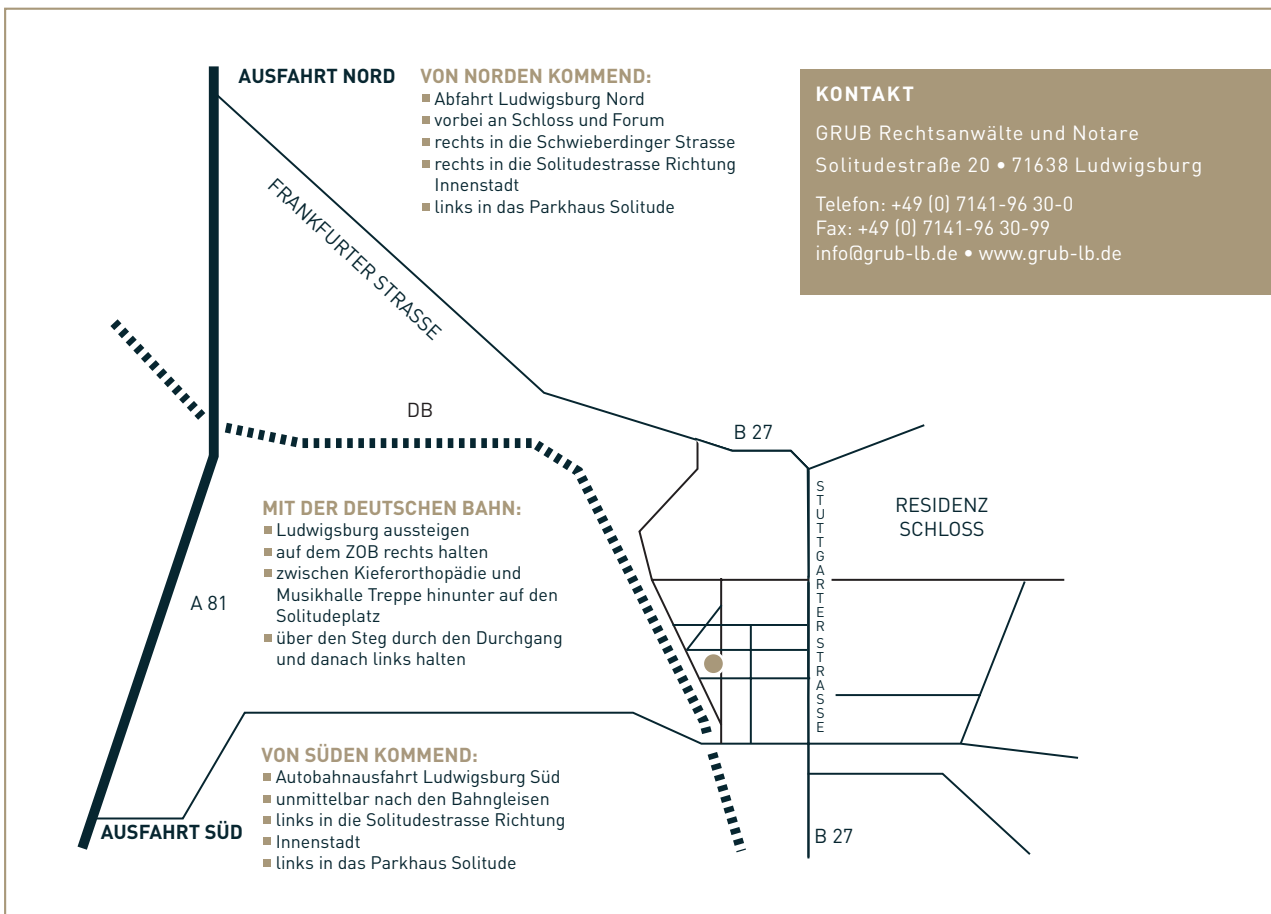 AUSFAHRT NORD
VON NORDEN KOMMEND:
Abfahrt Ludwigsburg Nord
vorbei an Schloss und Forum
rechts in die Schwieberdinger Strasse
rechts in die Solitudestrasse Richtung
Innenstadt
links in das Parkhaus Solitude
KONTAKT
GRUB Rechtsanwälte und Notare
Solitudestraße 20 • 71638 Ludwigsburg
Telefon: +49 (0) 7141-96 30-0
Fax: +49 (0) 7141-96 30-99
info@grub-lb.de • www.grub-lb.de
FRANKFURTER STRASSE
DB
B 27
STUTTGARTER STRASSE
RESIDENZ
SCHLOSS
MIT DER DEUTSCHEN BAHN:
Ludwigsburg aussteigen
auf dem ZOB rechts halten
zwischen Kieferorthopädie und
Musikhalle Treppe hinunter auf den
Solitudeplatz
über den Steg durch den Durchgang
und danach links halten
A 81
VON SÜDEN KOMMEND:
Autobahnausfahrt Ludwigsburg Süd
unmittelbar nach den Bahngleisen
links in die Solitudestrasse Richtung
Innenstadt
links in das Parkhaus Solitude
AUSFAHRT SÜD
B 27